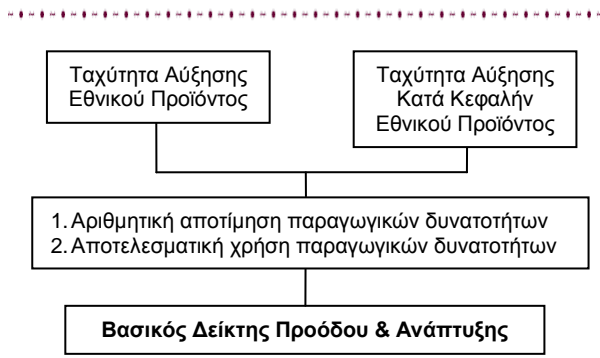 Ταχύτητα Αύξησης
Εθνικού Προϊόντος
Ταχύτητα Αύξησης
Κατά Κεφαλήν
Εθνικού Προϊόντος
1. Αριθμητική αποτίμηση παραγωγικών δυνατοτήτων
2. Αποτελεσματική χρήση παραγωγικών δυνατοτήτων
Βασικός Δείκτης Προόδου & Ανάπτυξης